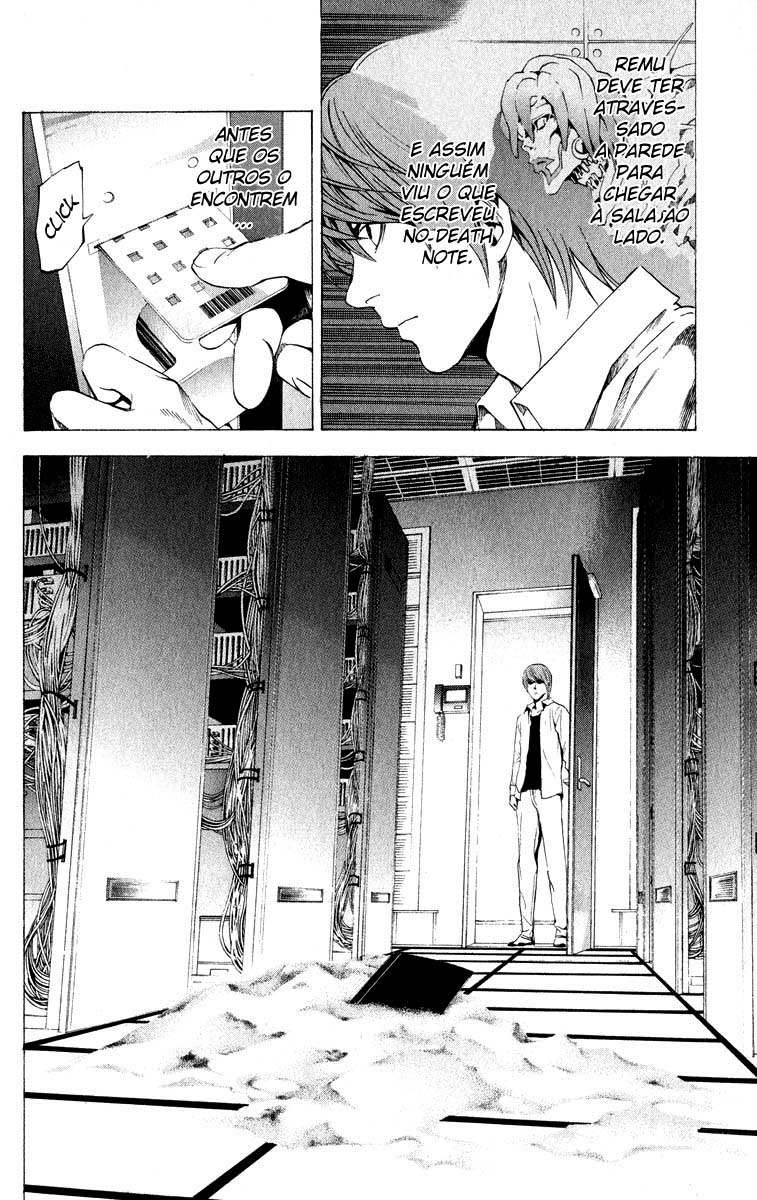 REMU
DEVE TER
ATRAVES-
SADO
A PAREDE
PARA
CHEGAR
A SALA AO
LADO.
E ASSIM
NINGUÉM
VIU O QUE
ESCREVEU
NO DEATH
NOTE.
ANTES
QUE OS
OUTROS O
ENCONTREM
...
CLICK